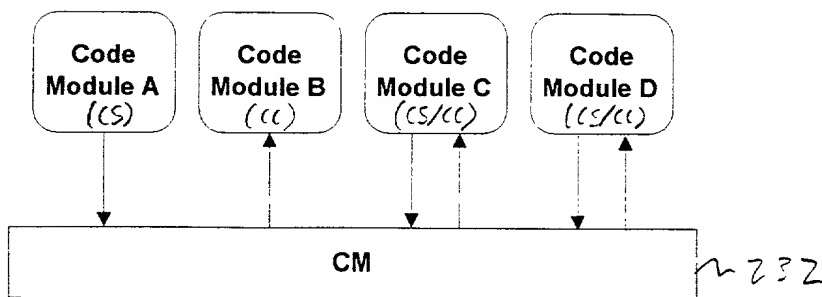 Code Module A (CS)
Code Module B (CC)
Code Module C (CS/CC)
Code Module D (CS/CC)
CM
232